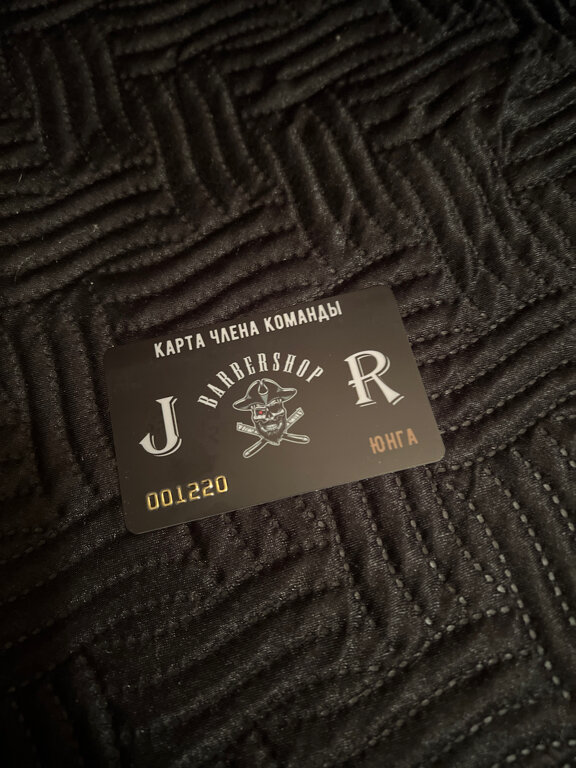 КАРТА ЧЛЕНА КОМАНДЫ
BARBERSHOP
J R
ЮНГА
001220